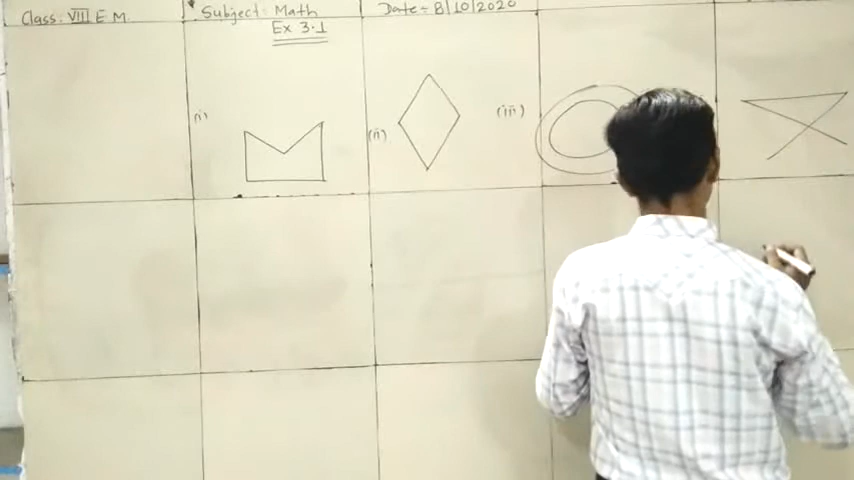 Class: VIII E M.
Subject: Math
Date = 8/10/2020
Ex 3.1
(i)
(ii)
(iii)